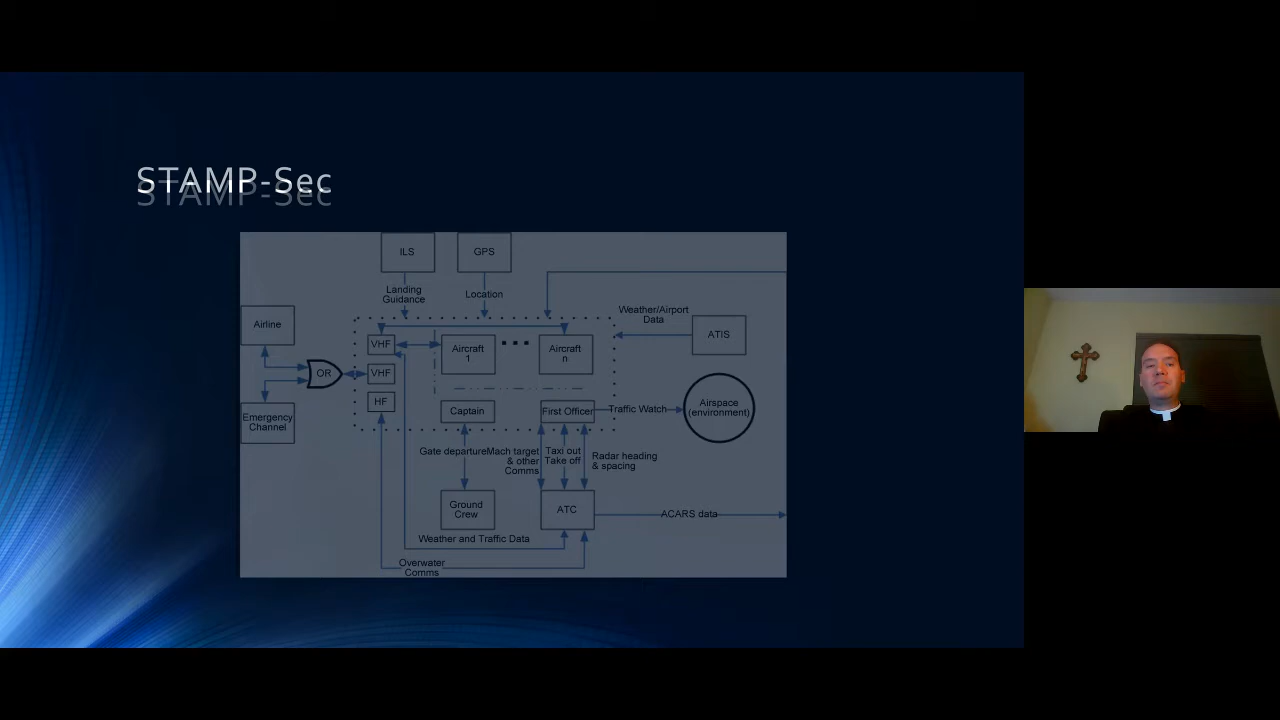 STAMP-Sec
ILS
GPS
Landing
Guidance
Location
Weather/Airport
Data
Airline
VHF
Aircraft
1
Aircraft
n
ATIS
OR
VHF
HF
Captain
First Officer
Traffic Watch
Airspace
(environment)
Emergency
Channel
Gate departure
Mach target
& other
Comms
Taxi out
Take off
Radar heading
& spacing
Ground
Crew
ATC
ACARS data
Weather and Traffic Data
Overwater
Comms